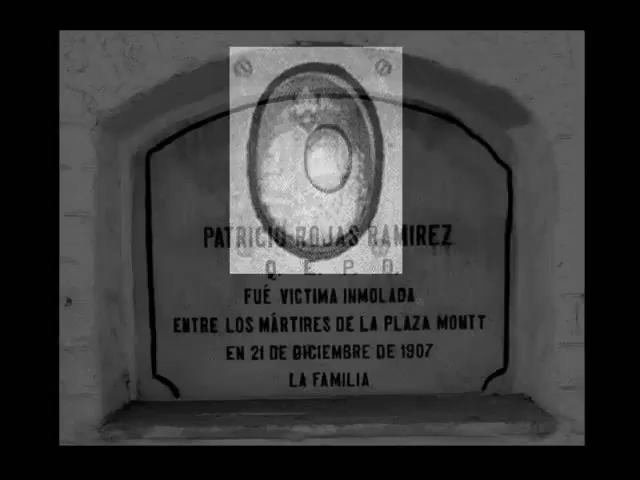 PATRICIO ROJAS RAMIREZ
Q. E. P. D.
FUÉ VICTIMA INMOLADA
ENTRE LOS MÁRTIRES DE LA PLAZA MONTT
EN 21 DE DICIEMBRE DE 1907
LA FAMILIA